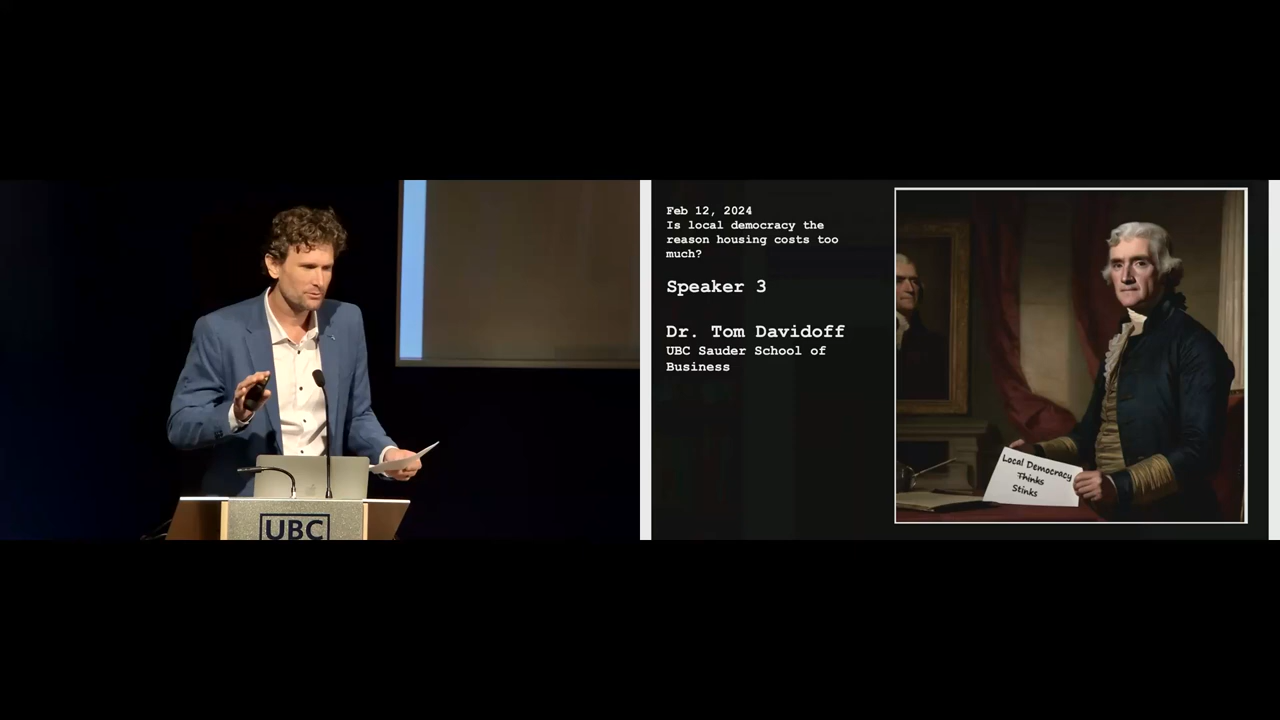 UBC
Feb 12, 2024
Is local democracy the
reason housing costs too
much?
Speaker 3
Dr. Tom Davidoff
UBC Sauder School of
Business
Local Democracy
Thinks
Stinks